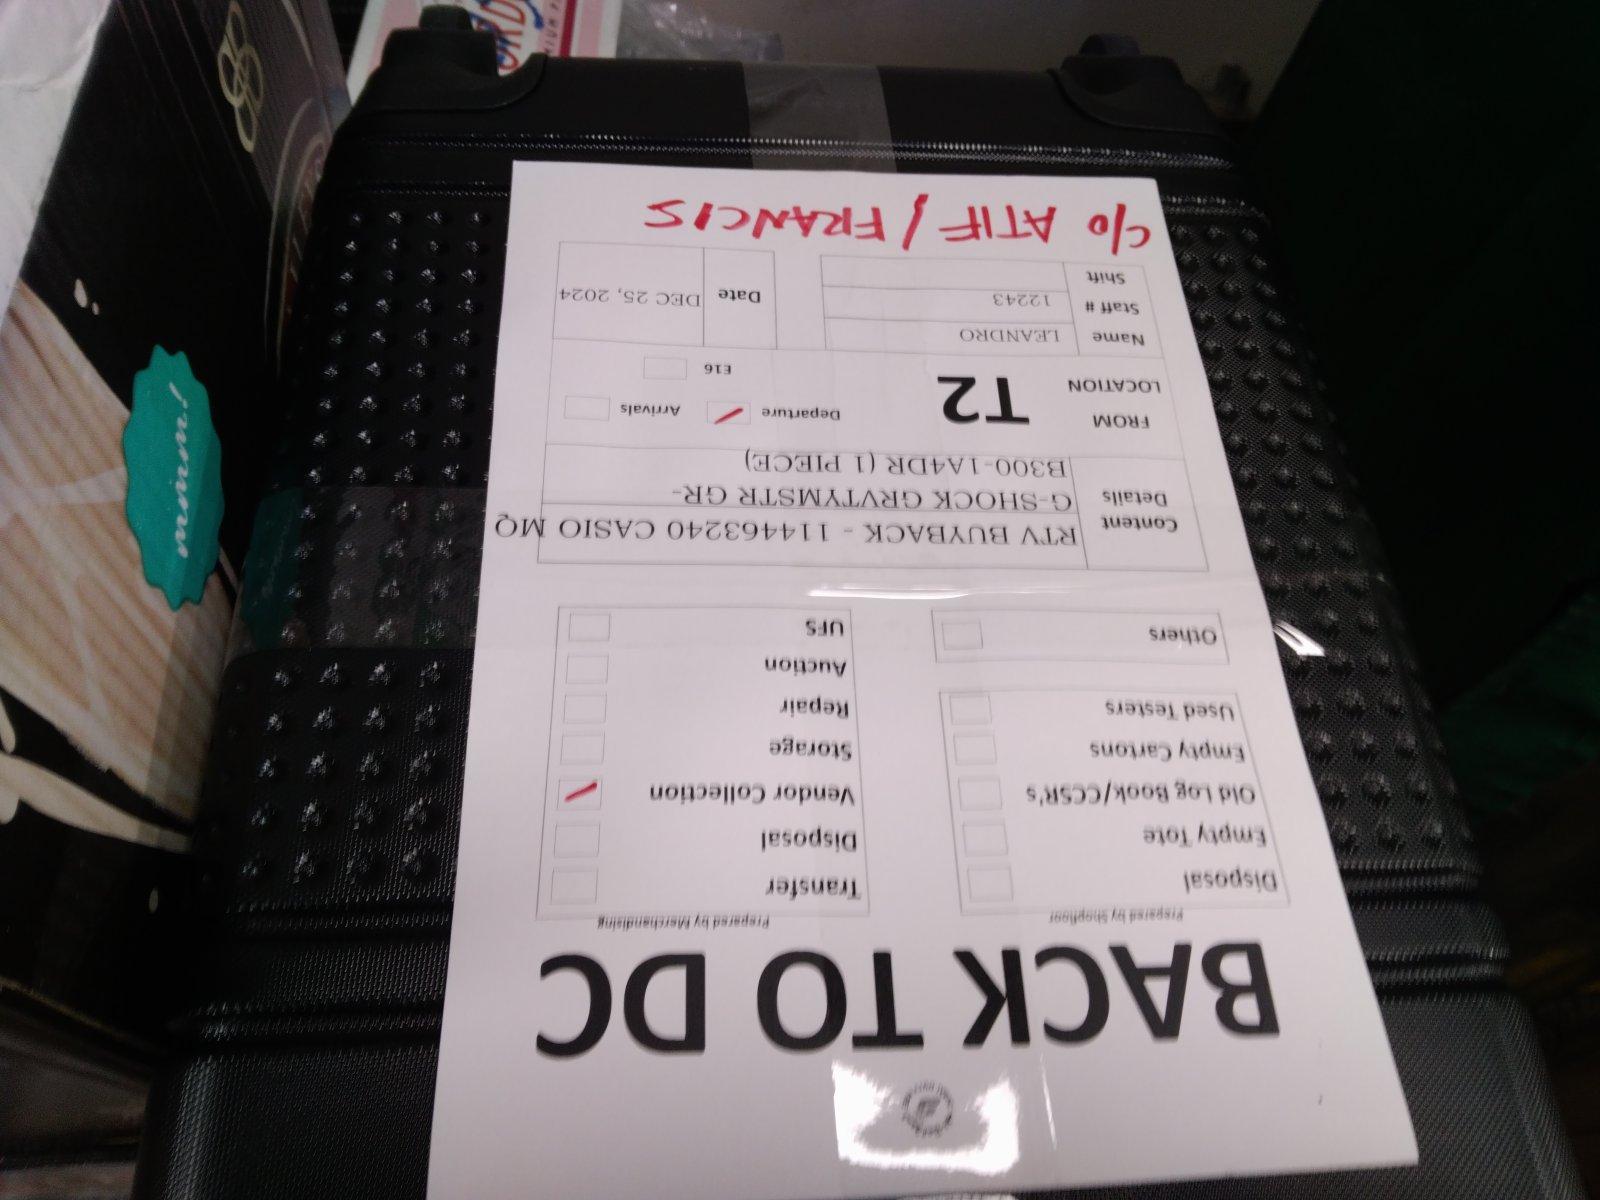 BACK TO DC
Prepared by Shopfloor
Disposal
Empty Tote
Old Log Book/CCSR's
Empty Cartons
Used Testers
Others
Prepared by Merchandising
Transfer
Disposal
Vendor Collection
Storage
Repair
Auction
UFS
Content
Details
RTV BUYBACK - 114463240 CASIO MQ
G-SHOCK GRVTYMSTR GR-
B300-1A4DR (1 PIECE)
FROM
LOCATION
T2
Departure
Arrivals
E16
Name LEANDRO
Staff # 12243
Shift
Date DEC 25, 2024
C/O ATIF / FRANCIS
mmm!